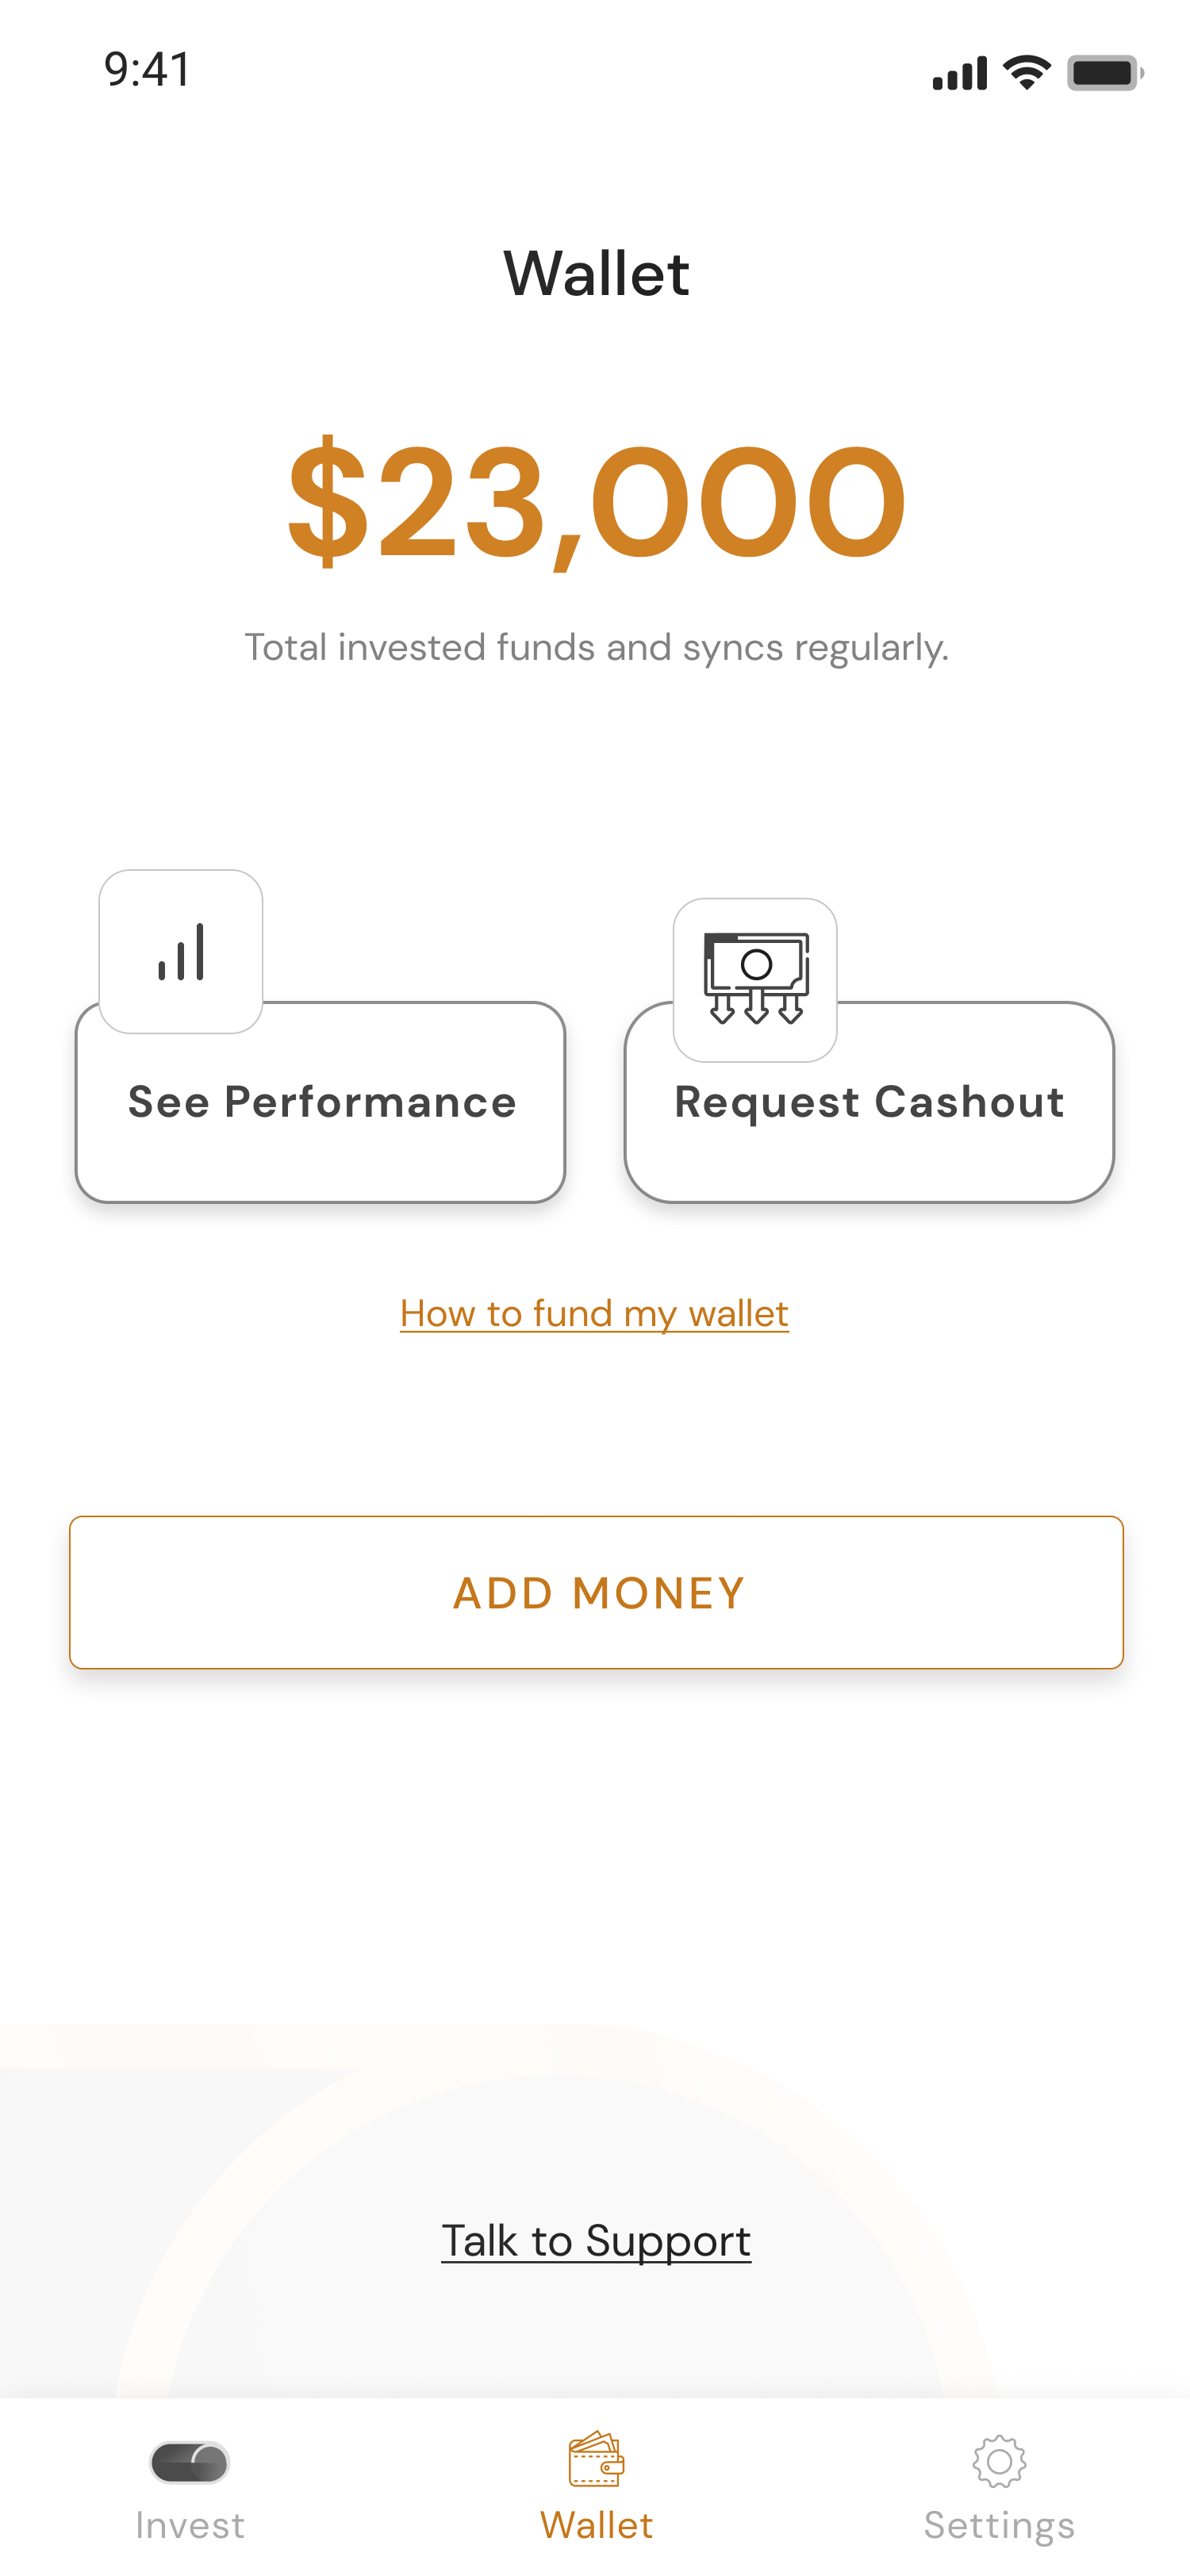 9:41
Wallet
$23,000
Total invested funds and syncs regularly.
See Performance
Request Cashout
How to fund my wallet
ADD MONEY
Talk to Support
Invest
Wallet
Settings